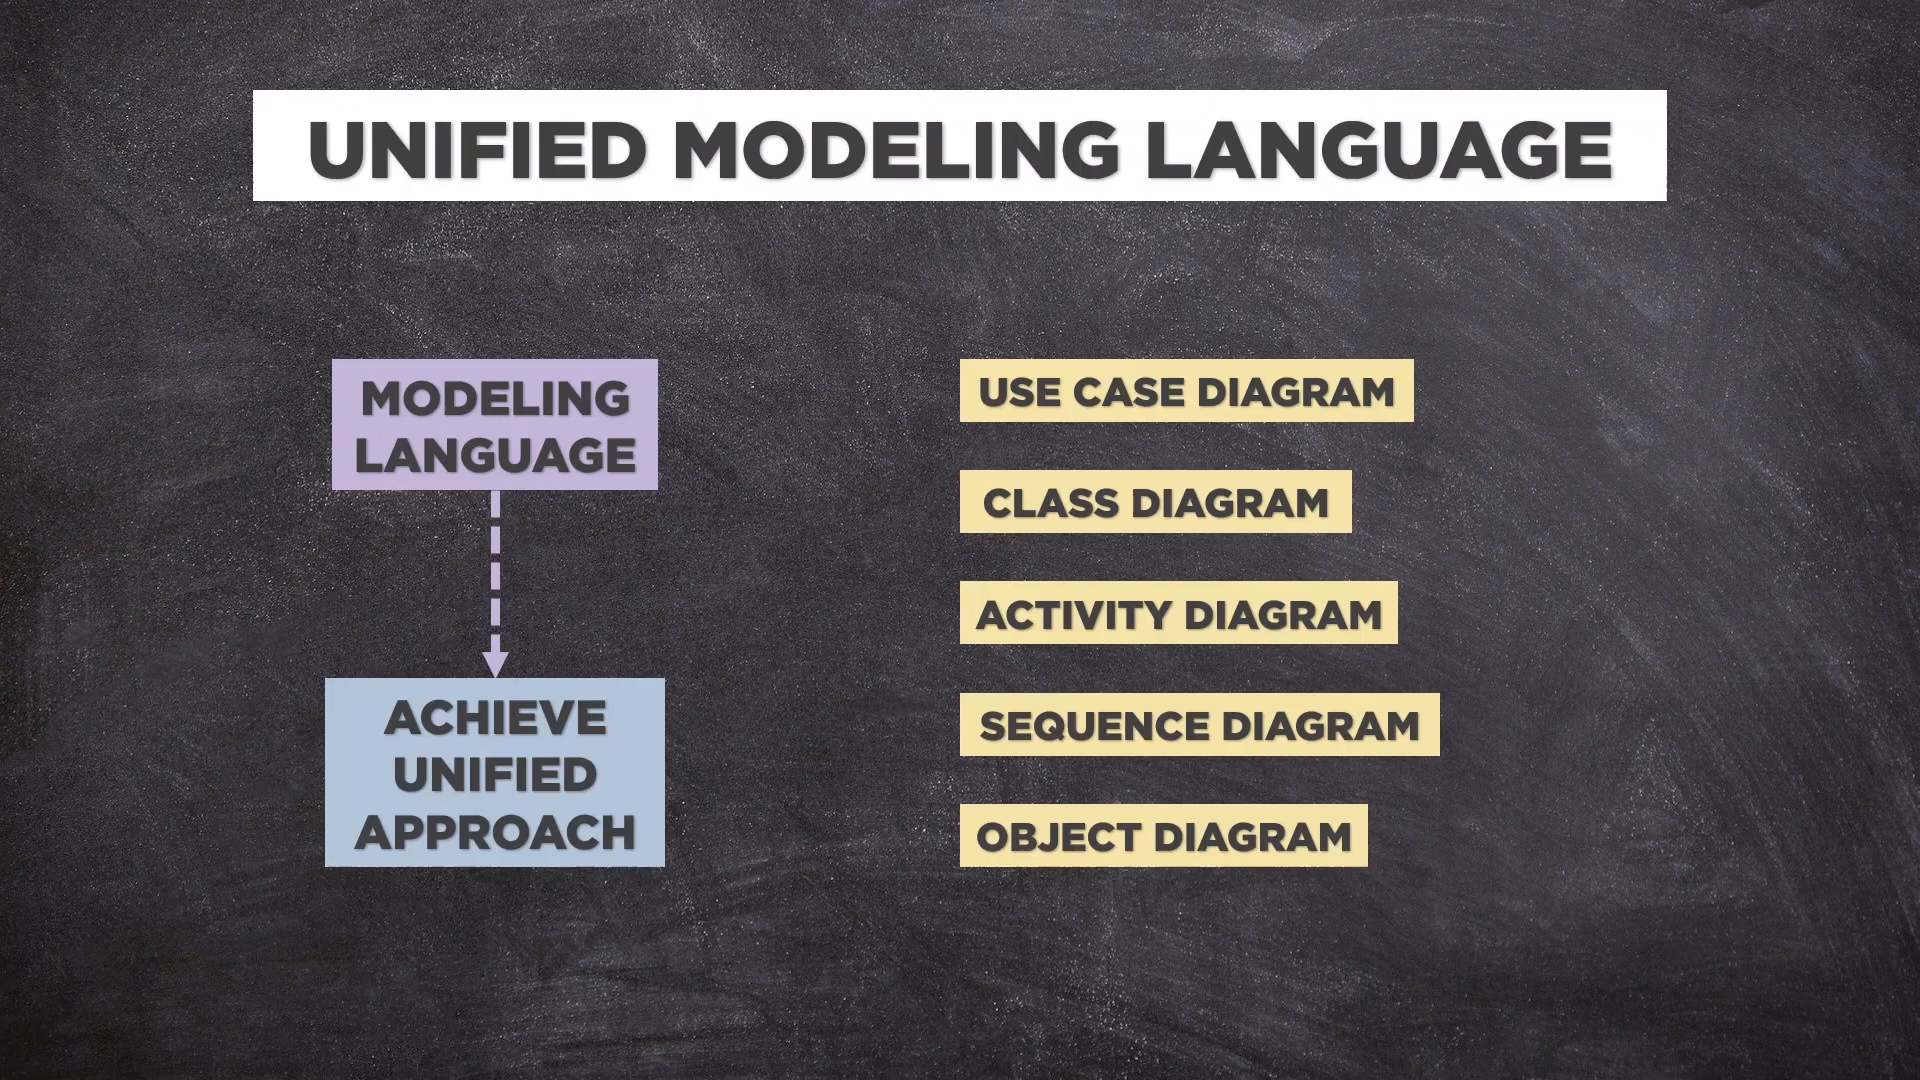 UNIFIED MODELING LANGUAGE
MODELING
LANGUAGE
ACHIEVE
UNIFIED
APPROACH
USE CASE DIAGRAM
CLASS DIAGRAM
ACTIVITY DIAGRAM
SEQUENCE DIAGRAM
OBJECT DIAGRAM